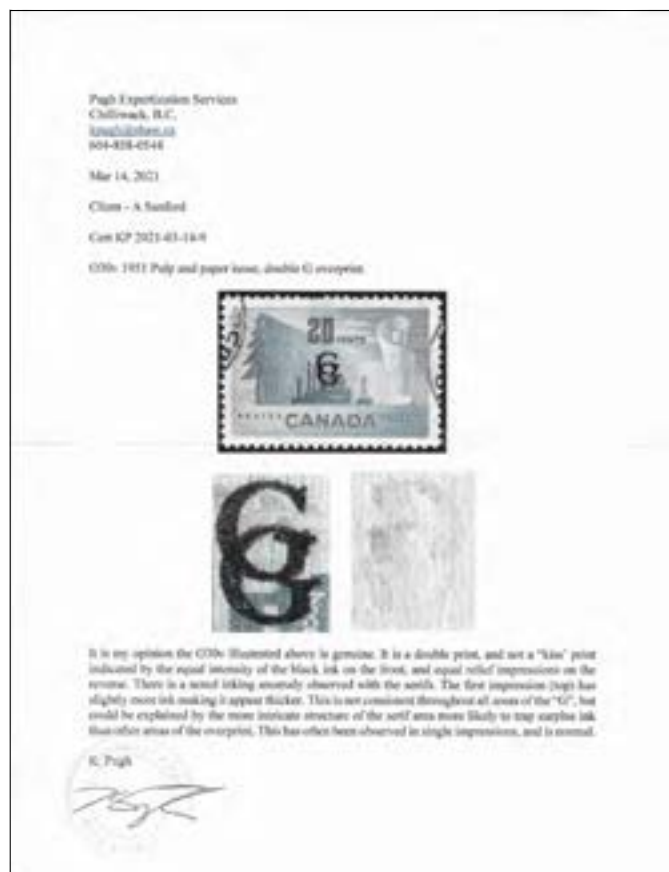 Pugh Expertization Services
Chilliwack, B.C.
kpugh@shaw.ca
604-858-0544
Mar 14, 2021
Client - A Sanford
Cert KP 2021-03-14-9
O30v 1951 Pulp and paper issue, double G overprint
20 CENTS
G
G
POSTES POSTAGE
CANADA
G
G
It is my opinion the O30v illustrated above is genuine. It is a double print, and not a "kiss' print
indicated by the equal intensity of the black ink on the front, and equal relief impressions on the
reverse. There is a noted inking anomaly observed with the serifs. The first impression (top) has
slightly more ink making it appear thicker. This is not consistent throughout all areas of the "G", but
could be explained by the more intricate structure of the serif area more likely to trap surplus ink
than other areas of the overprint. This has often been observed in single impressions, and is normal.
K. Pugh